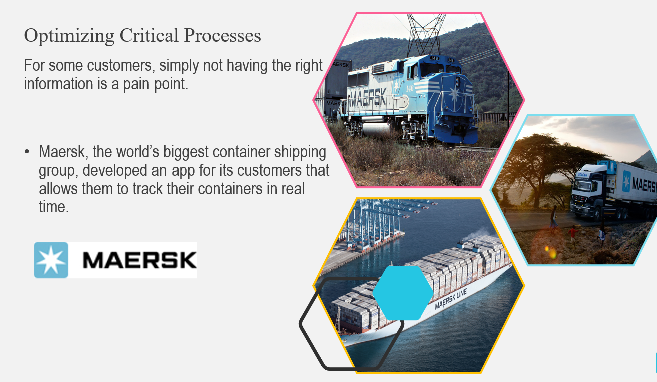 Optimizing Critical Processes
For some customers, simply not having the right
information is a pain point.
• Maersk, the world’s biggest container shipping
group, developed an app for its customers that
allows them to track their containers in real
time.
MAERSK
MAERSK
MAERSK
MAERSK LINE